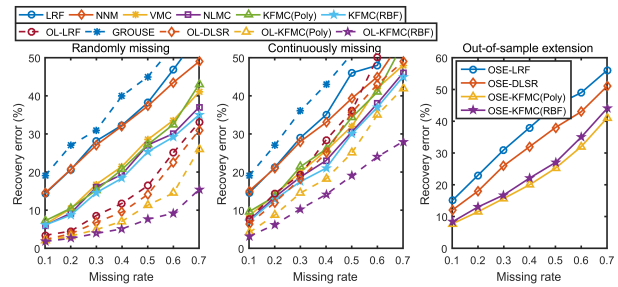 LRF NNM VMC NLMC KFMC(Poly) KFMC(RBF)
OL-LRF GROUSE OL-DLSR OL-KFMC(Poly) OL-KFMC(RBF)
Randomly missing
50
40
30
20
10
0
Recovery error (%)
0.1 0.2 0.3 0.4 0.5 0.6 0.7
Missing rate
Continuously missing
50
40
30
20
10
0
Recovery error (%)
0.1 0.2 0.3 0.4 0.5 0.6 0.7
Missing rate
Out-of-sample extension
60
50
40
30
20
10
0
Recovery error (%)
OSE-LRF
OSE-DLSR
OSE-KFMC(Poly)
OSE-KFMC(RBF)
0.1 0.2 0.3 0.4 0.5 0.6 0.7
Missing rate